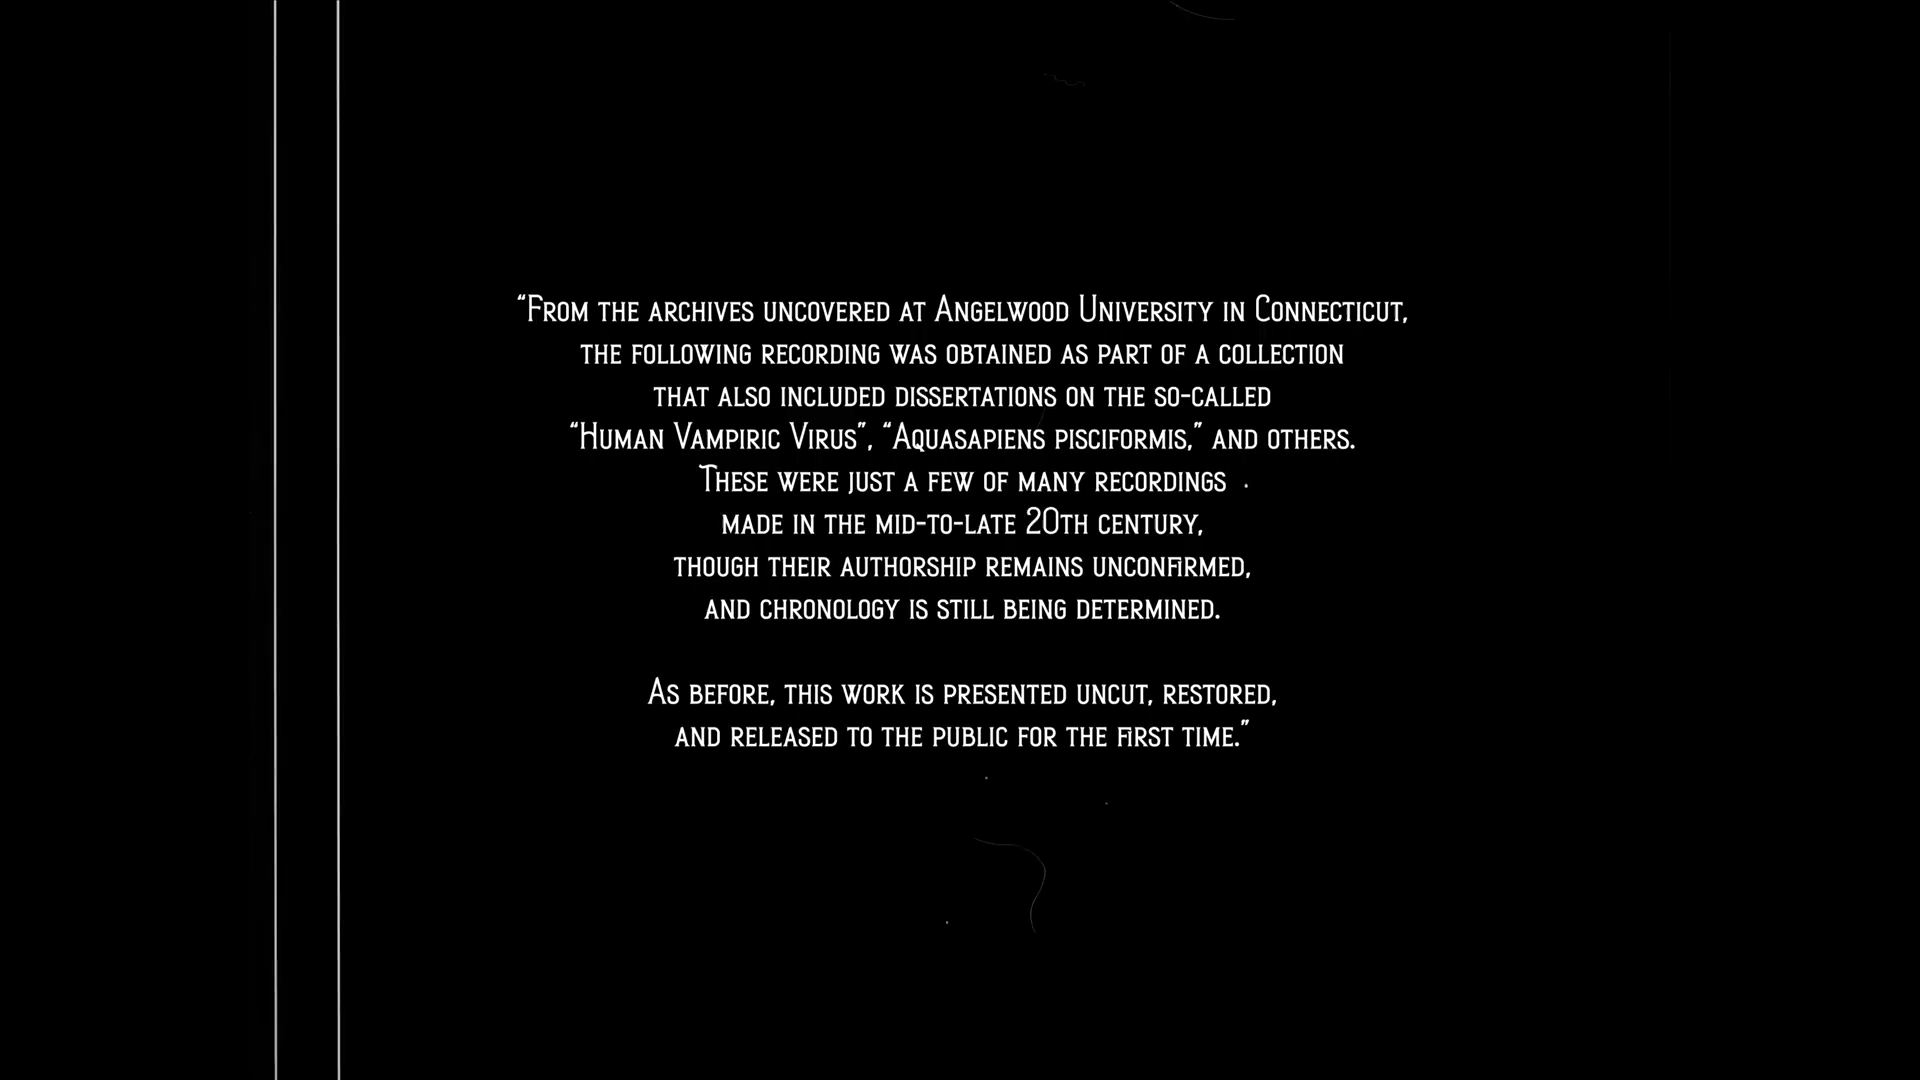 “From the archives uncovered at Angelwood University in Connecticut,
the following recording was obtained as part of a collection
that also included dissertations on the so-called
“Human Vampiric Virus”, “Aquasapiens pisciformis,” and others.
These were just a few of many recordings
made in the mid-to-late 20th century,
though their authorship remains unconfirmed,
and chronology is still being determined.
As before, this work is presented uncut, restored,
and released to the public for the first time.”